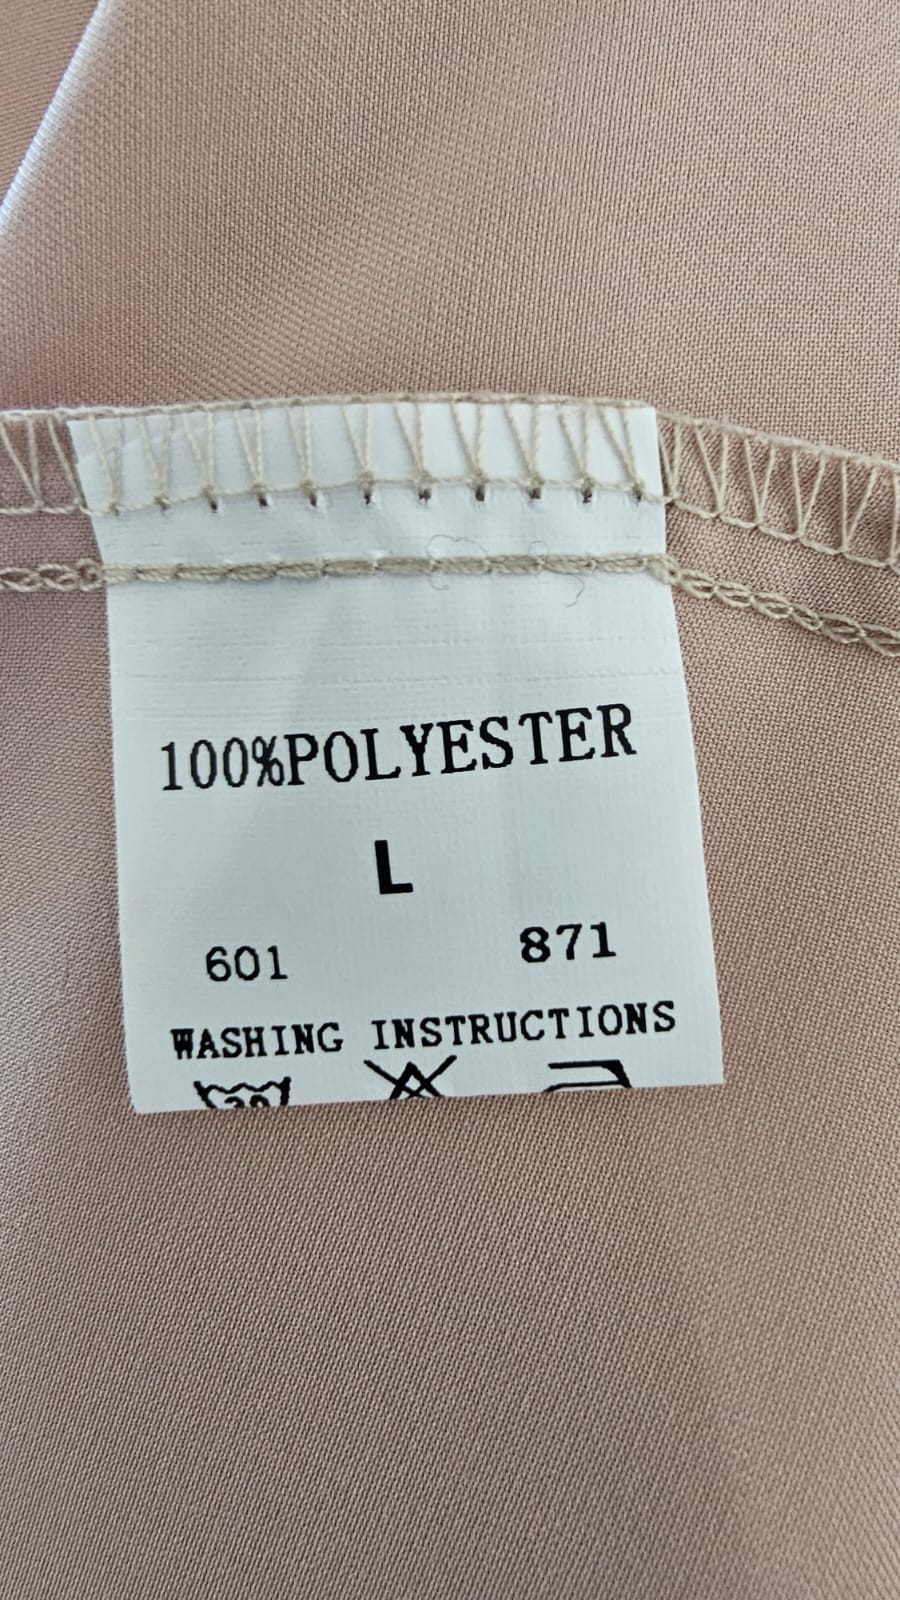 100%POLYESTER
L
601 871
WASHING INSTRUCTIONS